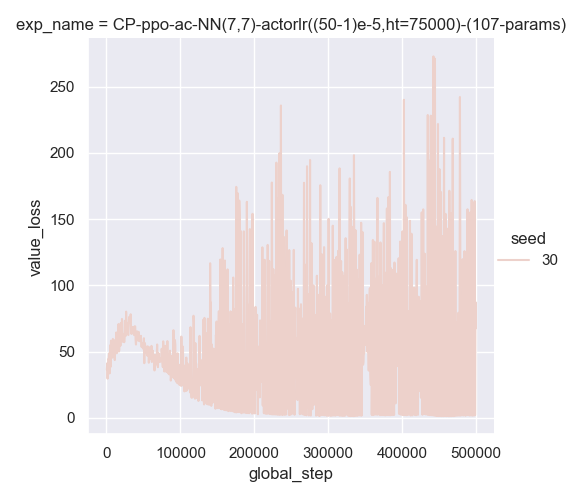 exp_name = CP-ppo-ac-NN(7,7)-actorlr((50-1)e-5,ht=75000)-(107-params)
250
200
150
100
50
0
value_loss
0 100000 200000 300000 400000 500000
global_step
seed
30